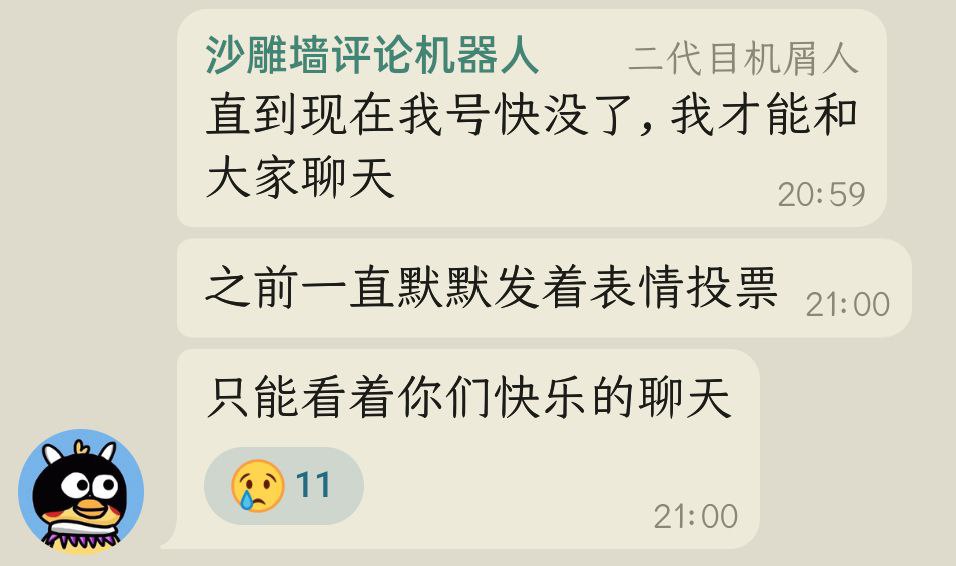 沙雕墙评论机器人 二代目机屑人
直到现在我号快没了,我才能和
大家聊天
20:59
之前一直默默发着表情投票 21:00
只能看着你们快乐的聊天
😢 11
21:00